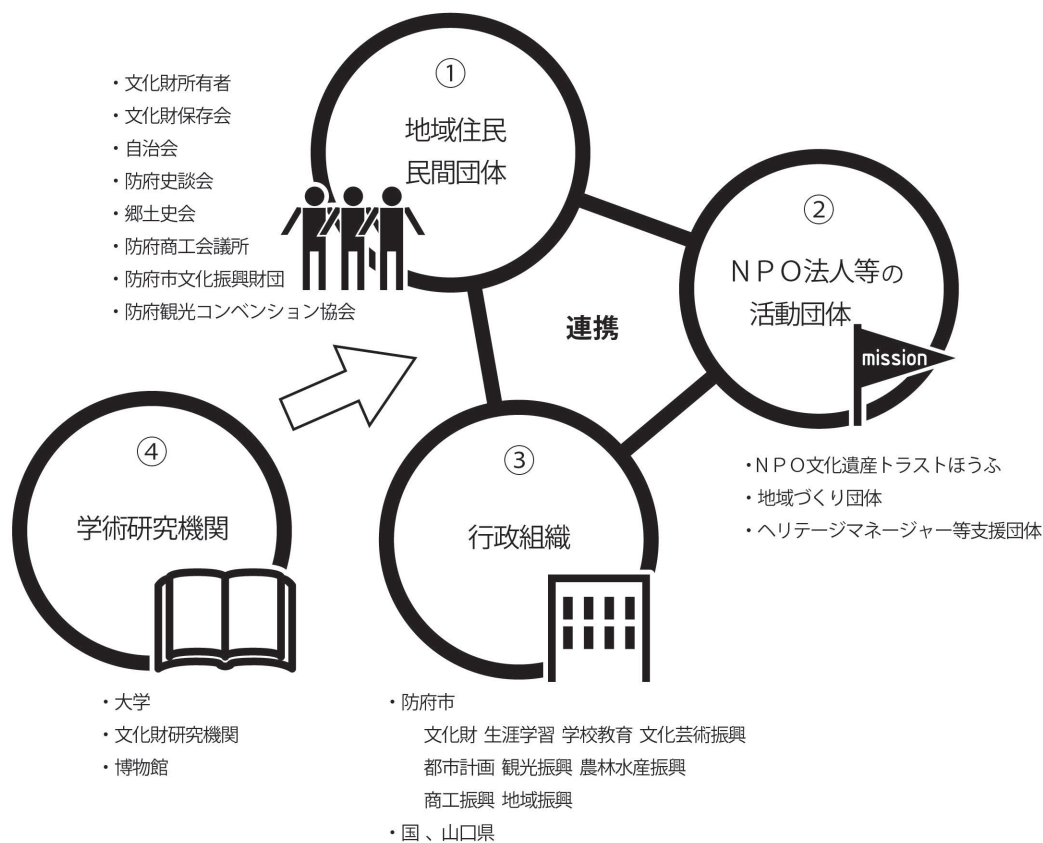 ①
地域住民
民間団体
・文化財所有者
・文化財保存会
・自治会
・防府史談会
・郷土史会
・防府商工会議所
・防府市文化振興財団
・防府観光コンベンション協会
②
ＮＰＯ法人等の
活動団体
mission
・ＮＰＯ文化遺産トラストほうふ
・地域づくり団体
・ヘリテージマネージャー等支援団体
連携
③
行政組織
・防府市
文化財 生涯学習 学校教育 文化芸術振興
都市計画 観光振興 農林水産振興
商工振興 地域振興
・国 、山口県
④
学術研究機関
・大学
・文化財研究機関
・博物館